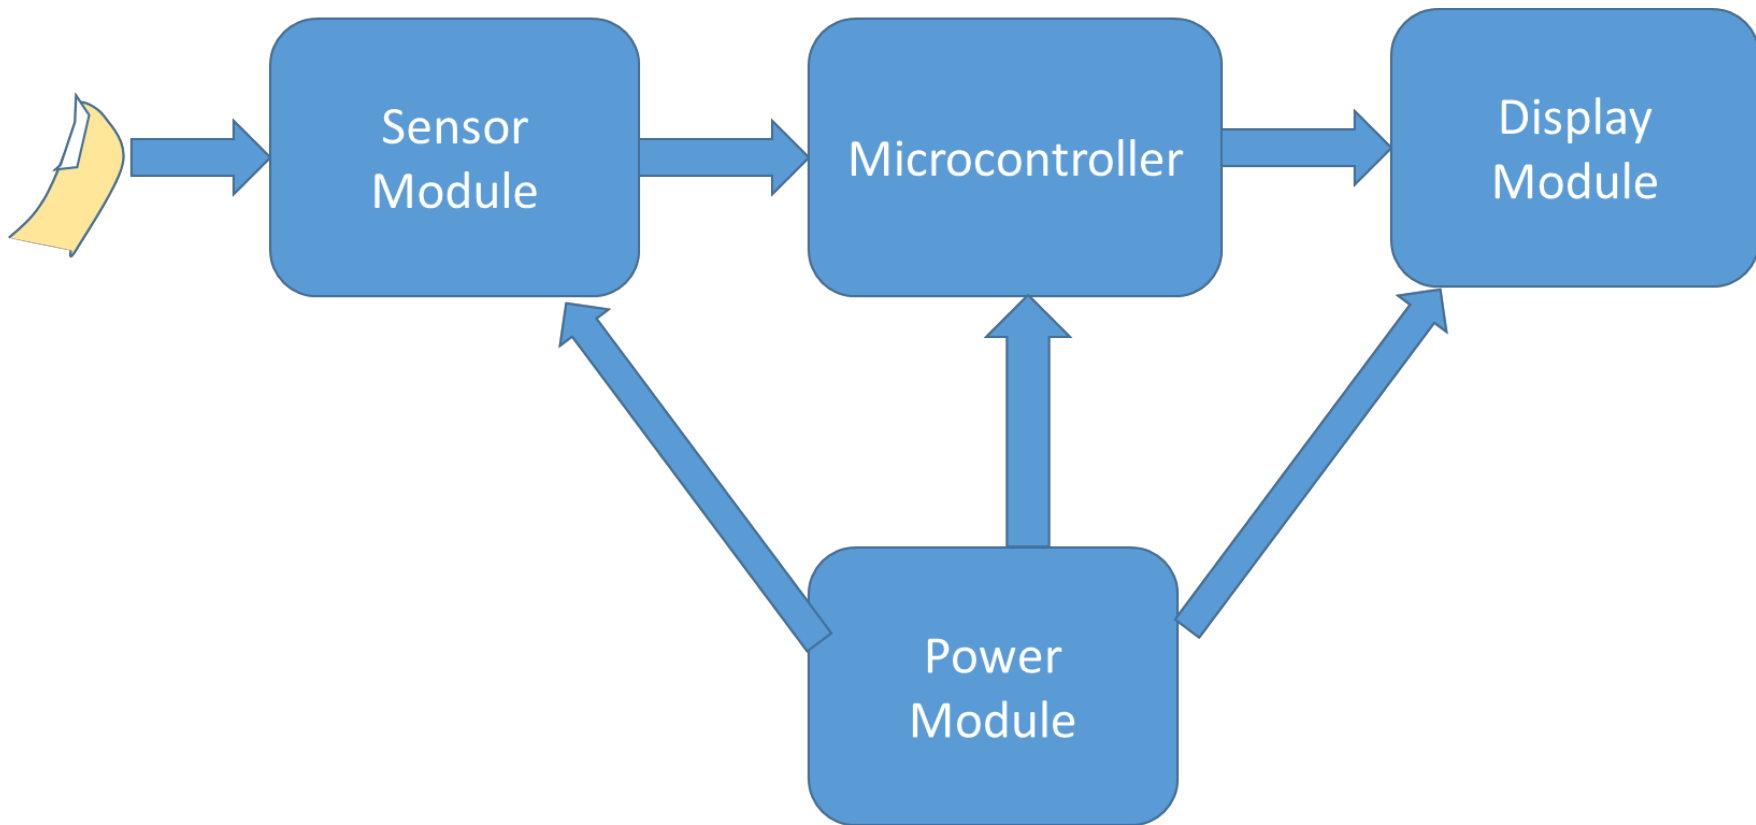 Sensor
Module
Microcontroller
Display
Module
Power
Module